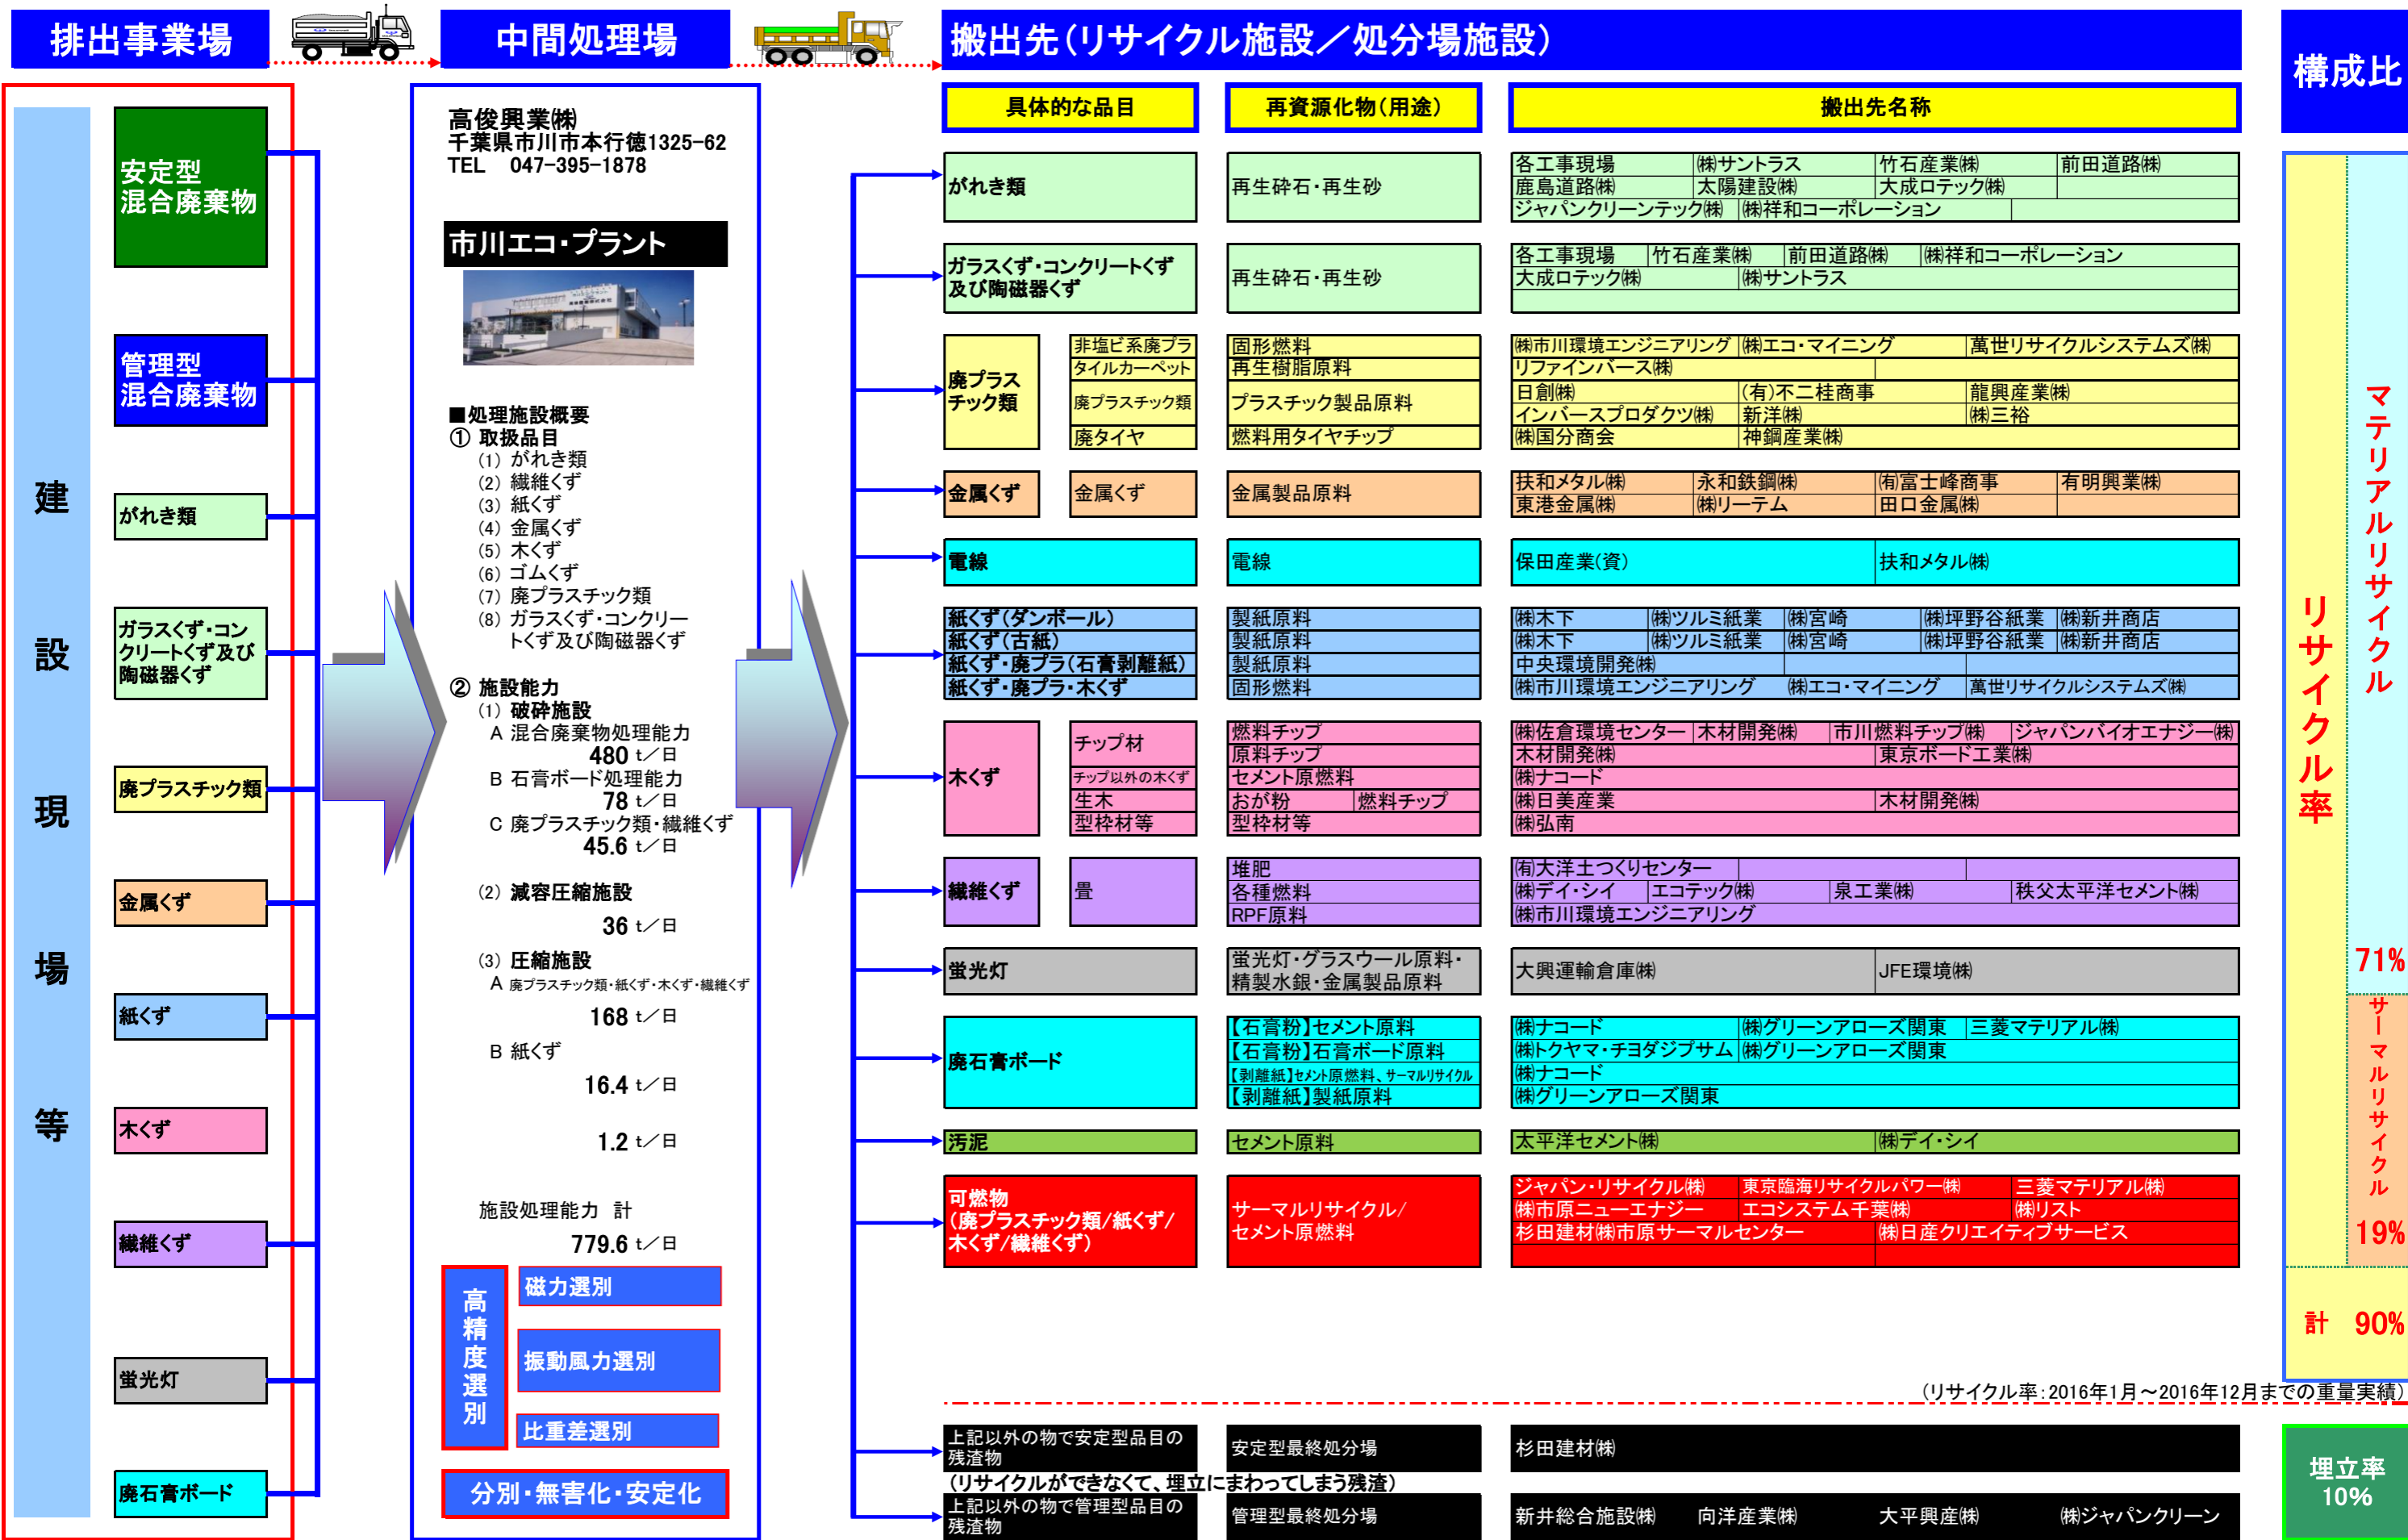 排出事業場
中間処理場
搬出先(リサイクル施設／処分場施設)
構成比
建設現場等
安定型
混合廃棄物
管理型
混合廃棄物
がれき類
ガラスくず・コン
クリートくず及び
陶磁器くず
廃プラスチック類
金属くず
紙くず
木くず
繊維くず
蛍光灯
廃石膏ボード
高俊興業㈱
千葉県市川市本行徳1325-62
TEL 047-395-1878
市川エコ・プラント
■処理施設概要
① 取扱品目
(1) がれき類
(2) 繊維くず
(3) 紙くず
(4) 金属くず
(5) 木くず
(6) ゴムくず
(7) 廃プラスチック類
(8) ガラスくず・コンクリー
トくず及び陶磁器くず
② 施設能力
(1) 破砕施設
A 混合廃棄物処理能力
480 t／日
B 石膏ボード処理能力
78 t／日
C 廃プラスチック類・繊維くず
45.6 t／日
(2) 減容圧縮施設
36 t／日
(3) 圧縮施設
A 廃プラスチック類・紙くず・木くず・繊維くず
168 t／日
B 紙くず
16.4 t／日
1.2 t／日
施設処理能力 計
779.6 t／日
高精度選別
磁力選別
振動風力選別
比重差選別
分別・無害化・安定化
具体的な品目 再資源化物(用途) 搬出先名称
がれき類 再生砕石・再生砂
各工事現場 ㈱サントラス 竹石産業㈱ 前田道路㈱
鹿島道路㈱ 太陽建設㈱ 大成ロテック㈱
ジャパンクリーンテック㈱ ㈱祥和コーポレーション
ガラスくず・コンクリートくず
及び陶磁器くず
再生砕石・再生砂
各工事現場 竹石産業㈱ 前田道路㈱ ㈱祥和コーポレーション
大成ロテック㈱ ㈱サントラス
廃プラス
チック類
非塩ビ系廃プラ 固形燃料 ㈱市川環境エンジニアリング ㈱エコ・マイニング 萬世リサイクルシステムズ㈱
タイルカーペット 再生樹脂原料 リファインバース㈱
廃プラスチック類 プラスチック製品原料
日創㈱ (有)不二桂商事 龍興産業㈱
インバースプロダクツ㈱ 新洋㈱ ㈱三裕
廃タイヤ 燃料用タイヤチップ ㈱国分商会 神鋼産業㈱
金属くず 金属くず 金属製品原料
扶和メタル㈱ 永和鉄鋼㈱ ㈲富士峰商事 有明興業㈱
東港金属㈱ ㈱リーテム 田口金属㈱
電線 電線 保田産業(資) 扶和メタル㈱
紙くず(ダンボール) 製紙原料 ㈱木下 ㈱ツルミ紙業 ㈱宮崎 ㈱坪野谷紙業 ㈱新井商店
紙くず(古紙) 製紙原料 ㈱木下 ㈱ツルミ紙業 ㈱宮崎 ㈱坪野谷紙業 ㈱新井商店
紙くず・廃プラ(石膏剥離紙) 製紙原料 中央環境開発㈱
紙くず・廃プラ・木くず 固形燃料 ㈱市川環境エンジニアリング ㈱エコ・マイニング 萬世リサイクルシステムズ㈱
木くず
チップ材
燃料チップ ㈱佐倉環境センター 木材開発㈱ 市川燃料チップ㈱ ジャパンバイオエナジー㈱
原料チップ 木材開発㈱ 東京ボード工業㈱
チップ以外の木くず セメント原燃料 ㈱ナコード
生木 おが粉 燃料チップ ㈱日美産業 木材開発㈱
型枠材等 型枠材等 ㈱弘南
繊維くず 畳
堆肥 ㈲大洋土つくりセンター
各種燃料 ㈱デイ・シイ エコテック㈱ 泉工業㈱ 秩父太平洋セメント㈱
RPF原料 ㈱市川環境エンジニアリング
蛍光灯
蛍光灯・グラスウール原料・
精製水銀・金属製品原料
大興運輸倉庫㈱ JFE環境㈱
廃石膏ボード
【石膏粉】セメント原料 ㈱ナコード ㈱グリーンアローズ関東 三菱マテリアル㈱
【石膏粉】石膏ボード原料 ㈱トクヤマ・チヨダジプサム ㈱グリーンアローズ関東
【剥離紙】セメント原燃料、サーマルリサイクル ㈱ナコード
【剥離紙】製紙原料 ㈱グリーンアローズ関東
汚泥 セメント原料 太平洋セメント㈱ ㈱デイ・シイ
可燃物
(廃プラスチック類/紙くず/
木くず/繊維くず)
サーマルリサイクル/
セメント原燃料
ジャパン・リサイクル㈱ 東京臨海リサイクルパワー㈱ 三菱マテリアル㈱
㈱市原ニューエナジー エコシステム千葉㈱ ㈱リスト
杉田建材㈱市原サーマルセンター ㈱日産クリエイティブサービス
リサイクル率
マテリアルリサイクル
71%
サーマルリサイクル
19%
計 90%
(リサイクル率:2016年1月～2016年12月までの重量実績)
上記以外の物で安定型品目の
残渣物
安定型最終処分場 杉田建材㈱
(リサイクルができなくて、埋立にまわってしまう残渣)
上記以外の物で管理型品目の
残渣物
管理型最終処分場 新井総合施設㈱ 向洋産業㈱ 大平興産㈱ ㈱ジャパンクリーン
埋立率
10%